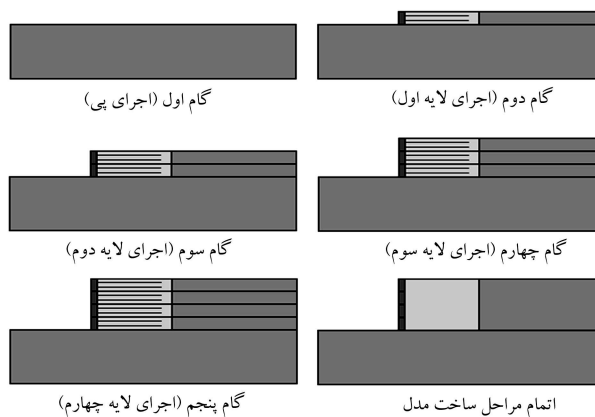 گام اول (اجرای پی)
گام دوم (اجرای لایه اول)
گام سوم (اجرای لایه دوم)
گام چهارم (اجرای لایه سوم)
گام پنجم (اجرای لایه چهارم)
اتمام مراحل ساخت مدل